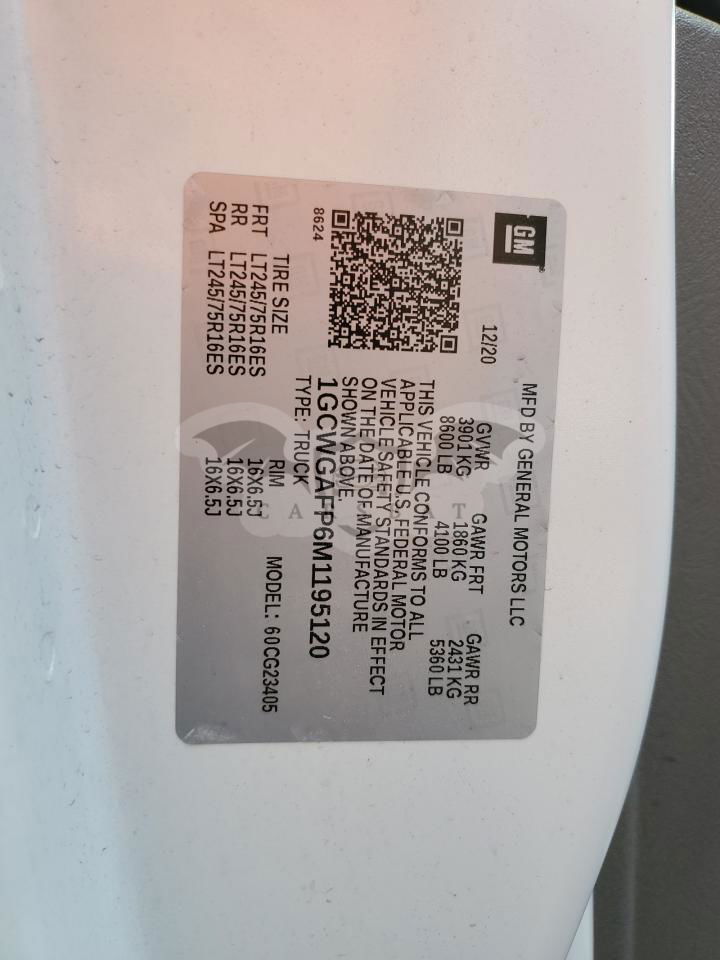 GM
MFD BY GENERAL MOTORS LLC
12/20
GVWR GAWR FRT GAWR RR
3901 KG 1860 KG 2431 KG
8600 LB 4100 LB 5360 LB
THIS VEHICLE CONFORMS TO ALL
APPLICABLE U.S. FEDERAL MOTOR
VEHICLE SAFETY STANDARDS IN EFFECT
ON THE DATE OF MANUFACTURE
SHOWN ABOVE.
1GCWGAFP6M1195120
8624
TYPE: TRUCK
MODEL: 60CG23405
TIRE SIZE RIM
FRT LT245/75R16ES 16X6.5J
RR LT245/75R16ES 16X6.5J
SPA LT245/75R16ES 16X6.5J